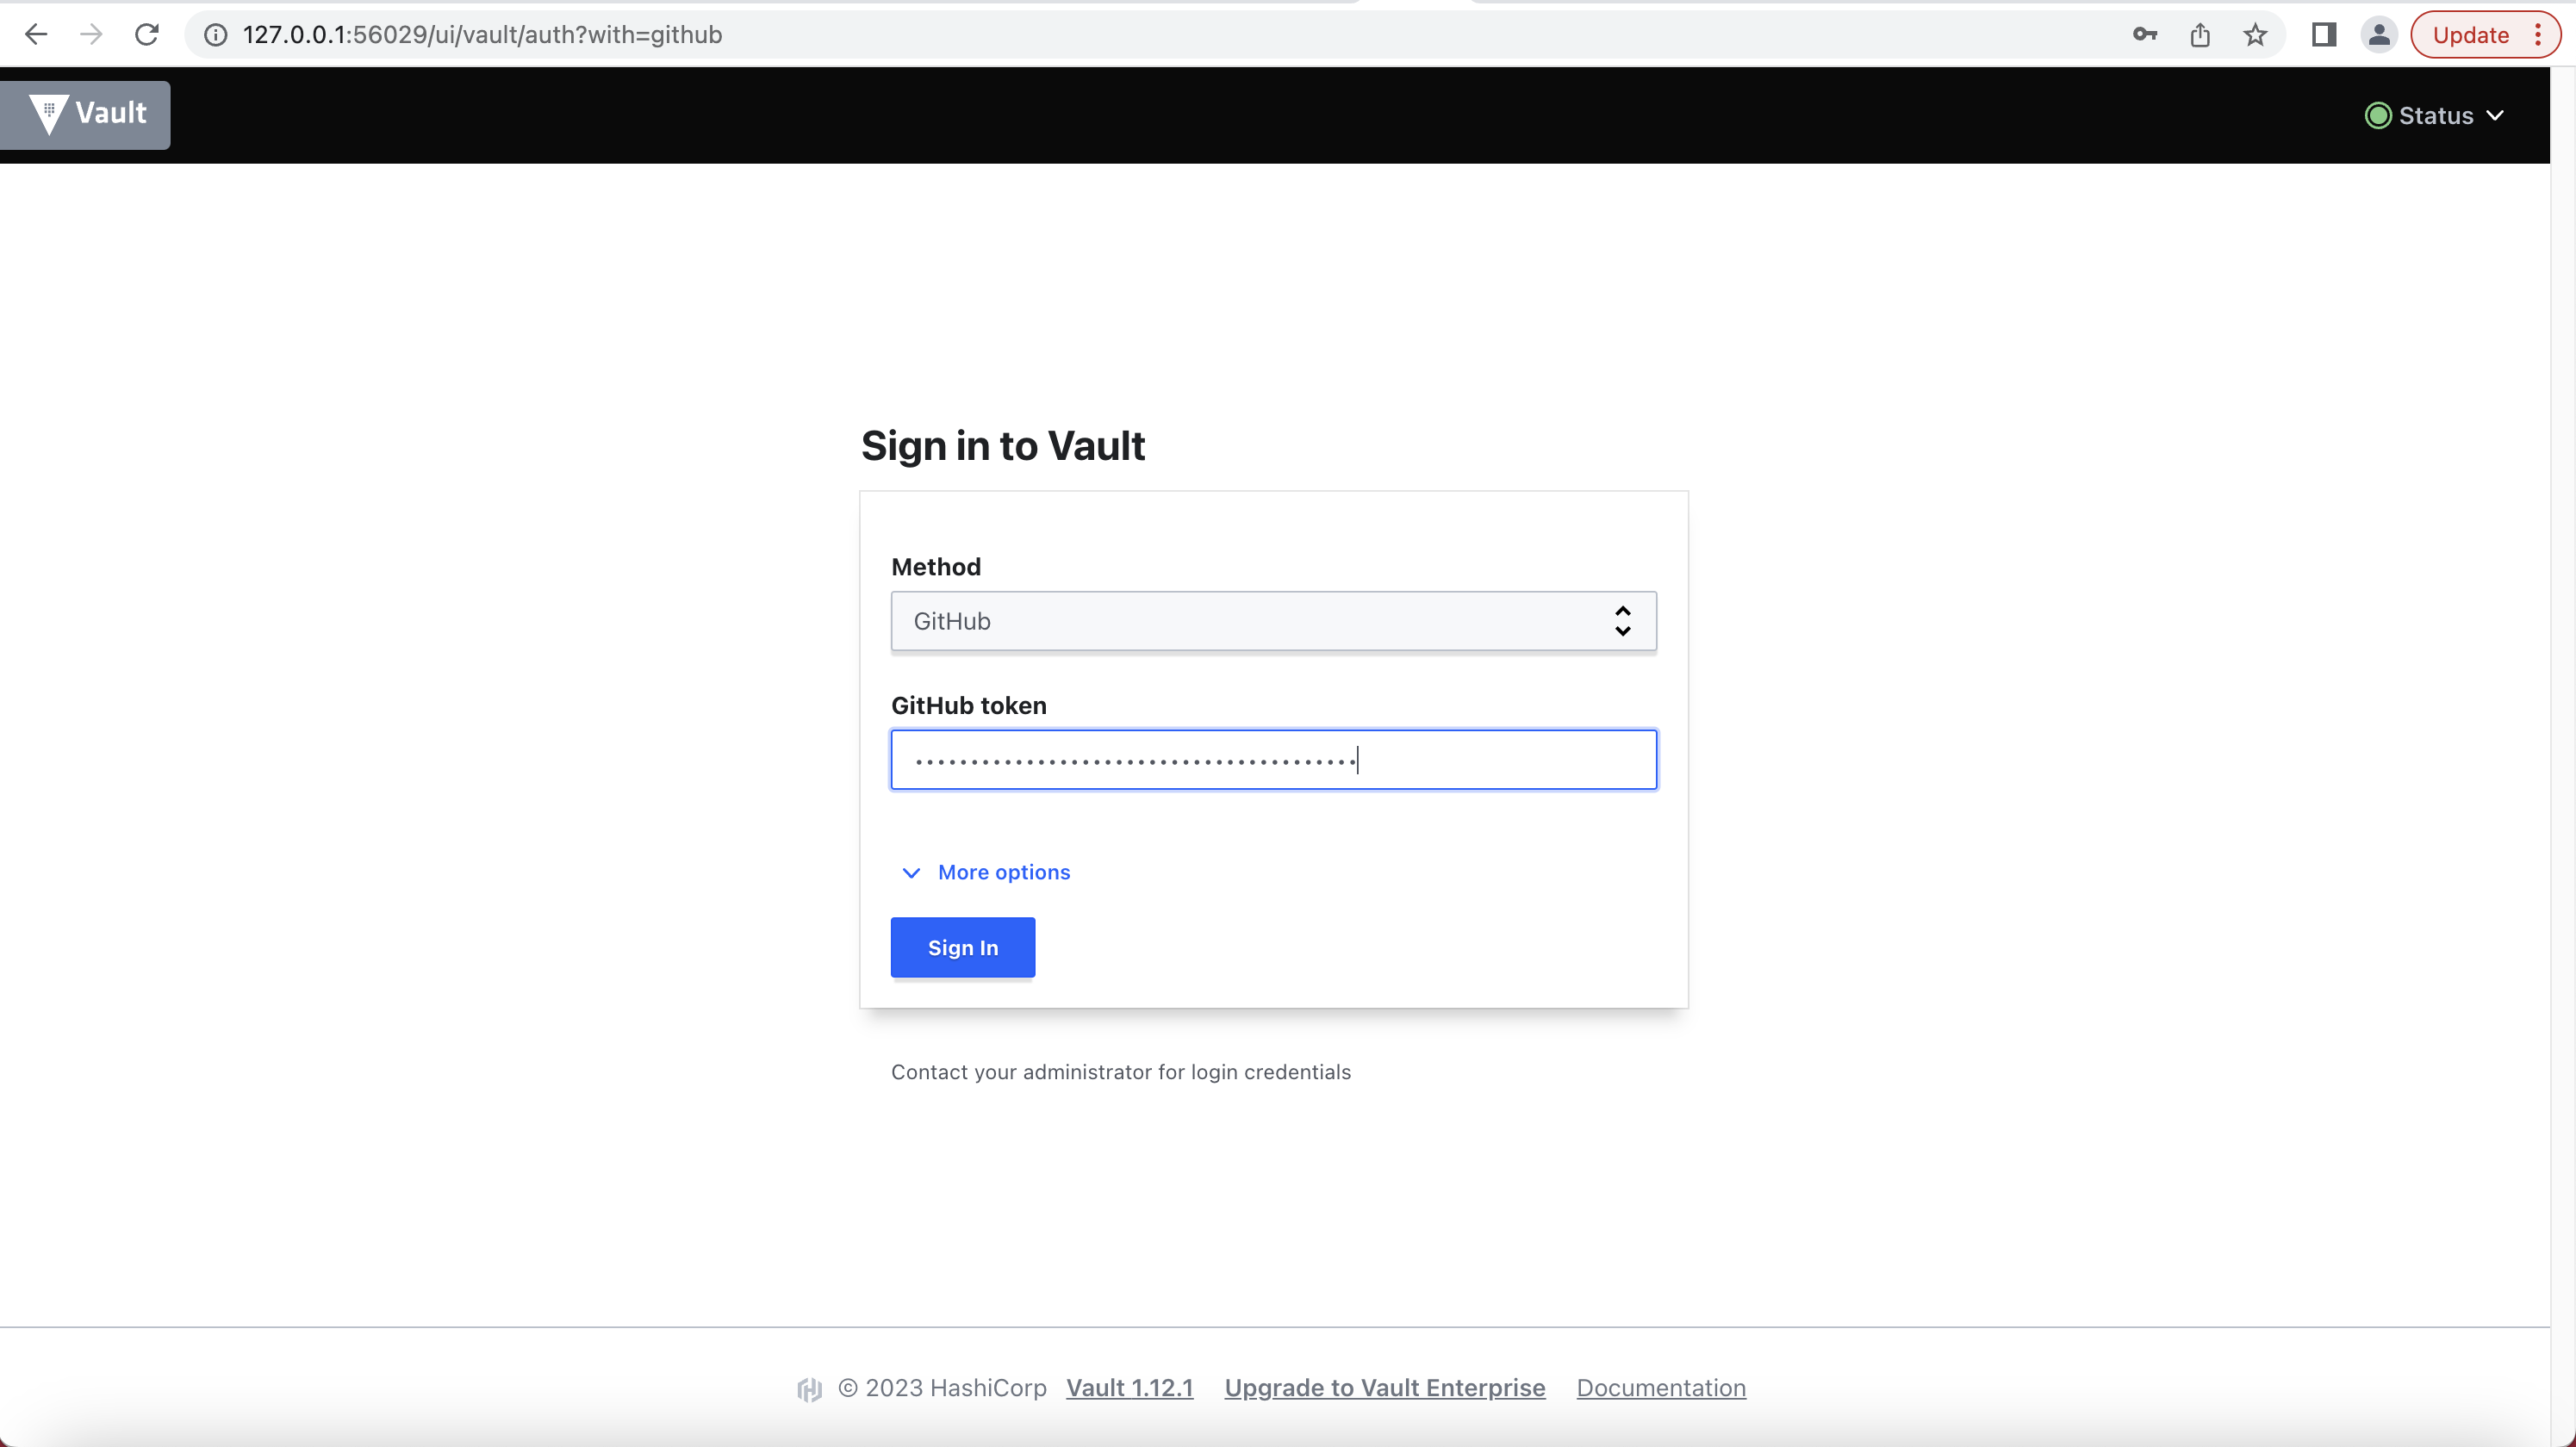 127.0.0.1:56029/ui/vault/auth?with=github
Update
Vault
Status
Sign in to Vault
Method
GitHub
GitHub token
••••••••••••••••••••••••••••••••••••••••
More options
Sign In
Contact your administrator for login credentials
© 2023 HashiCorp Vault 1.12.1 Upgrade to Vault Enterprise Documentation